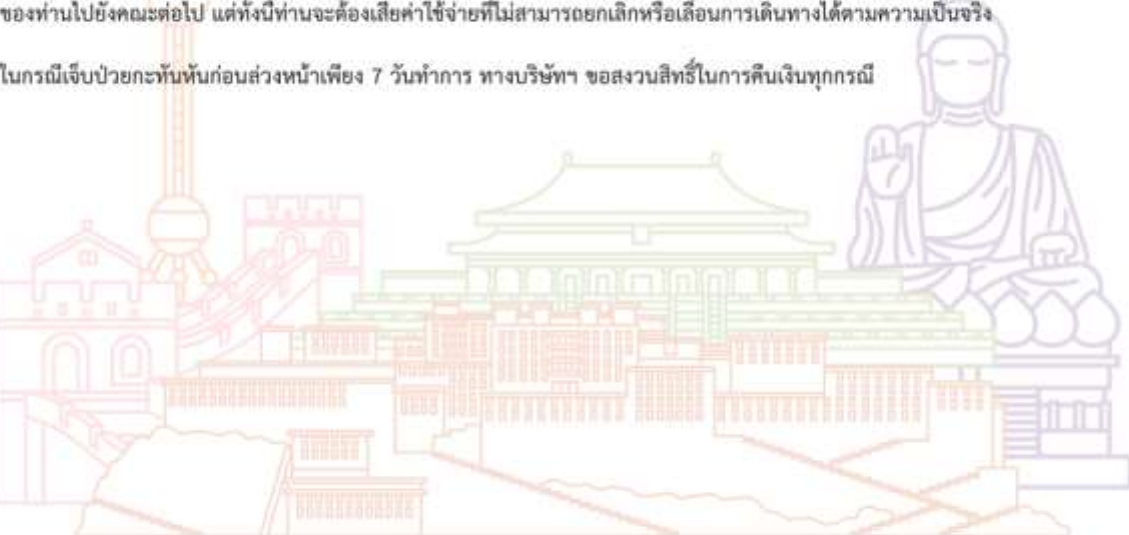 ของท่านไปยังคณะต่อไป แต่ทั้งนี้ท่านจะต้องเสียค่าใช้จ่ายที่ไม่สามารถยกเลิกหรือเลื่อนการเดินทางได้ตามความเป็นจริง
ในกรณีเจ็บป่วยกะทันหันก่อนล่วงหน้าเพียง 7 วันทำการ ทางบริษัทฯ ขอสงวนสิทธิ์ในการคืนเงินทุกกรณี